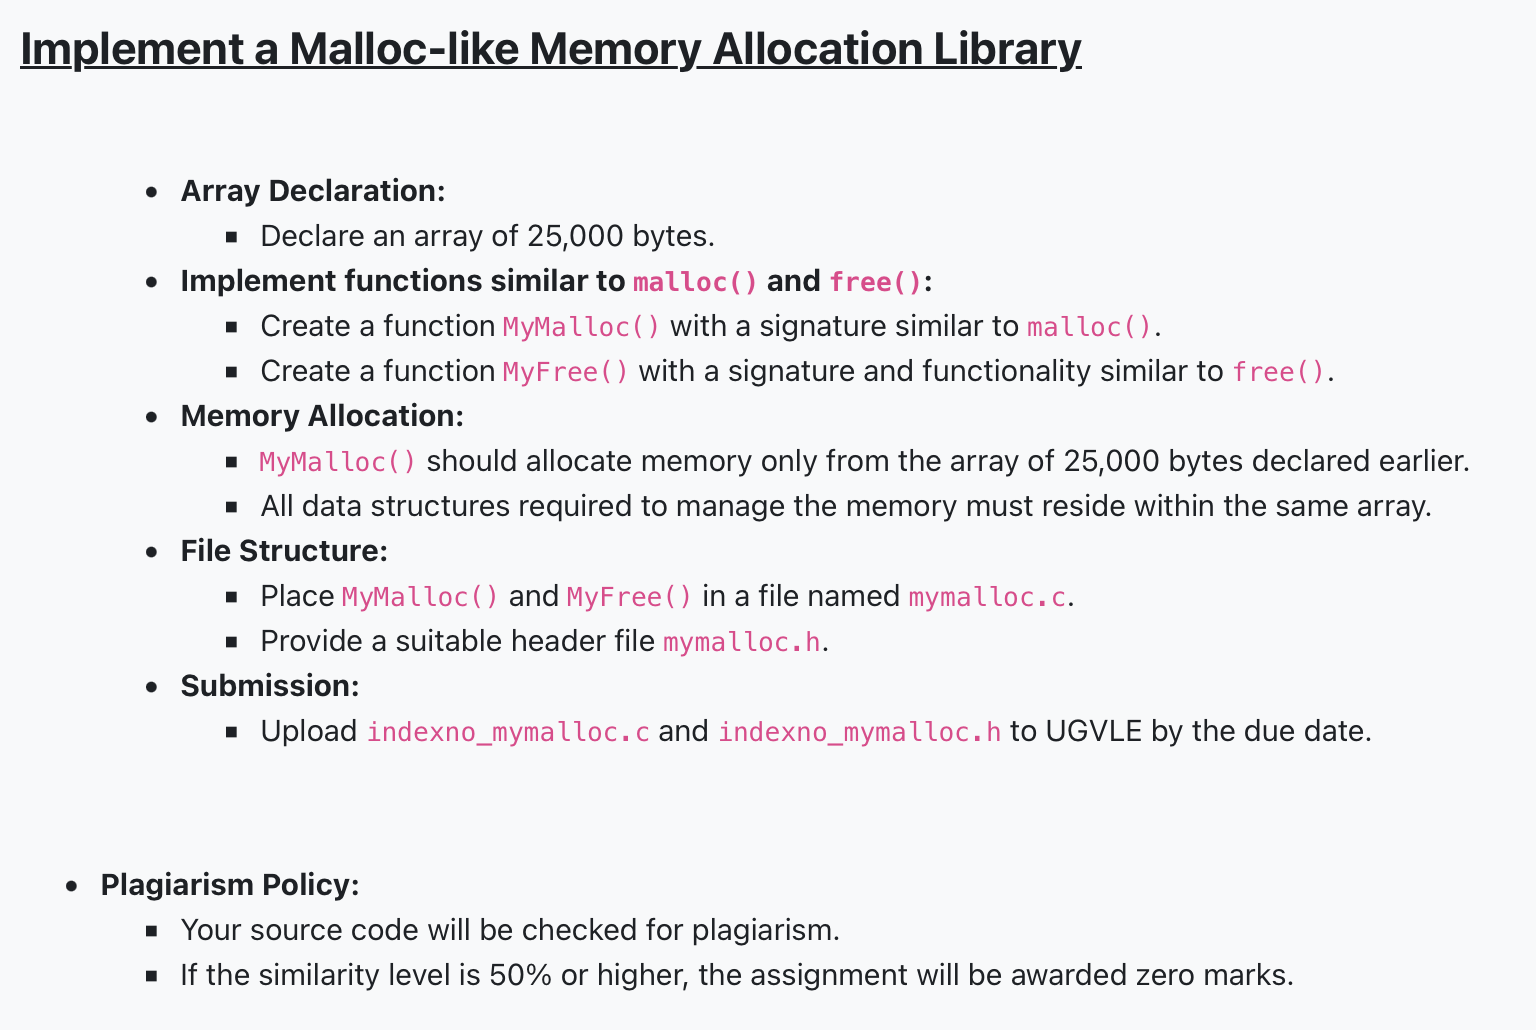 Implement a Malloc-like Memory Allocation Library
Array Declaration:
Declare an array of 25,000 bytes.
Implement functions similar to malloc() and free():
Create a function MyMalloc() with a signature similar to malloc().
Create a function MyFree() with a signature and functionality similar to free().
Memory Allocation:
MyMalloc() should allocate memory only from the array of 25,000 bytes declared earlier.
All data structures required to manage the memory must reside within the same array.
File Structure:
Place MyMalloc() and MyFree() in a file named mymalloc.c.
Provide a suitable header file mymalloc.h.
Submission:
Upload indexno_mymalloc.c and indexno_mymalloc.h to UGVLE by the due date.
Plagiarism Policy:
Your source code will be checked for plagiarism.
If the similarity level is 50% or higher, the assignment will be awarded zero marks.